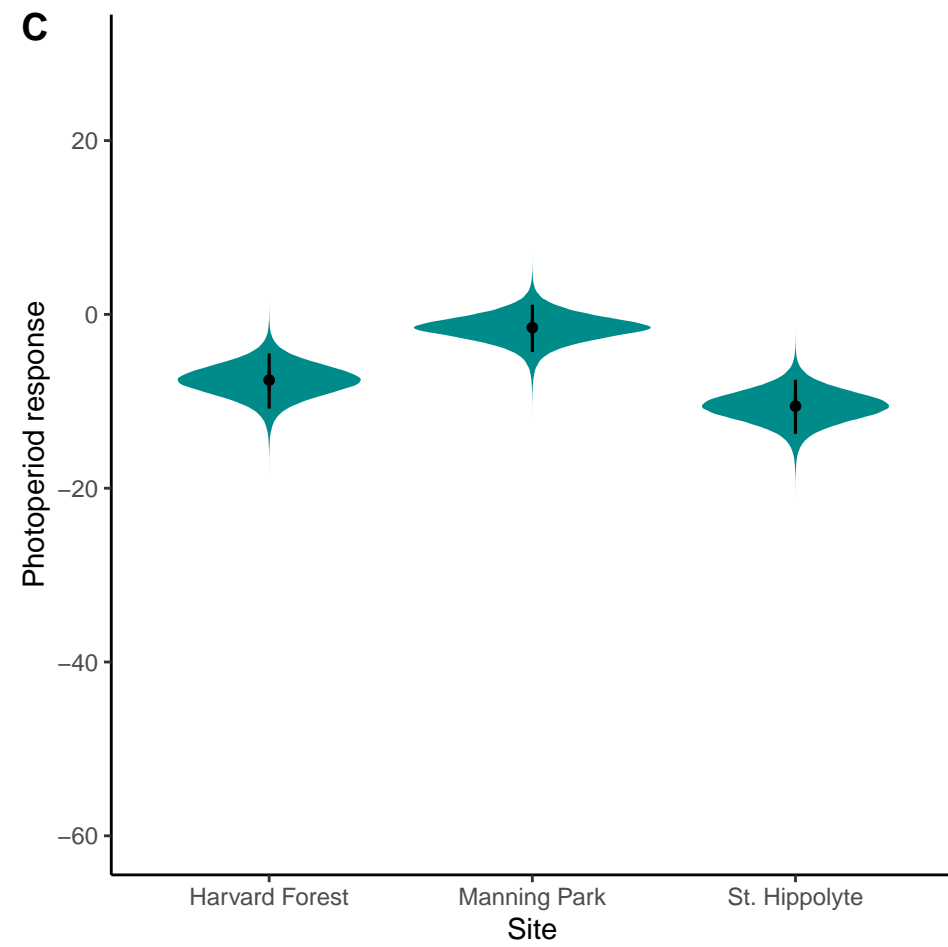 C
Photoperiod response
20
0
−20
−40
−60
Harvard Forest
Manning Park
St. Hippolyte
Site